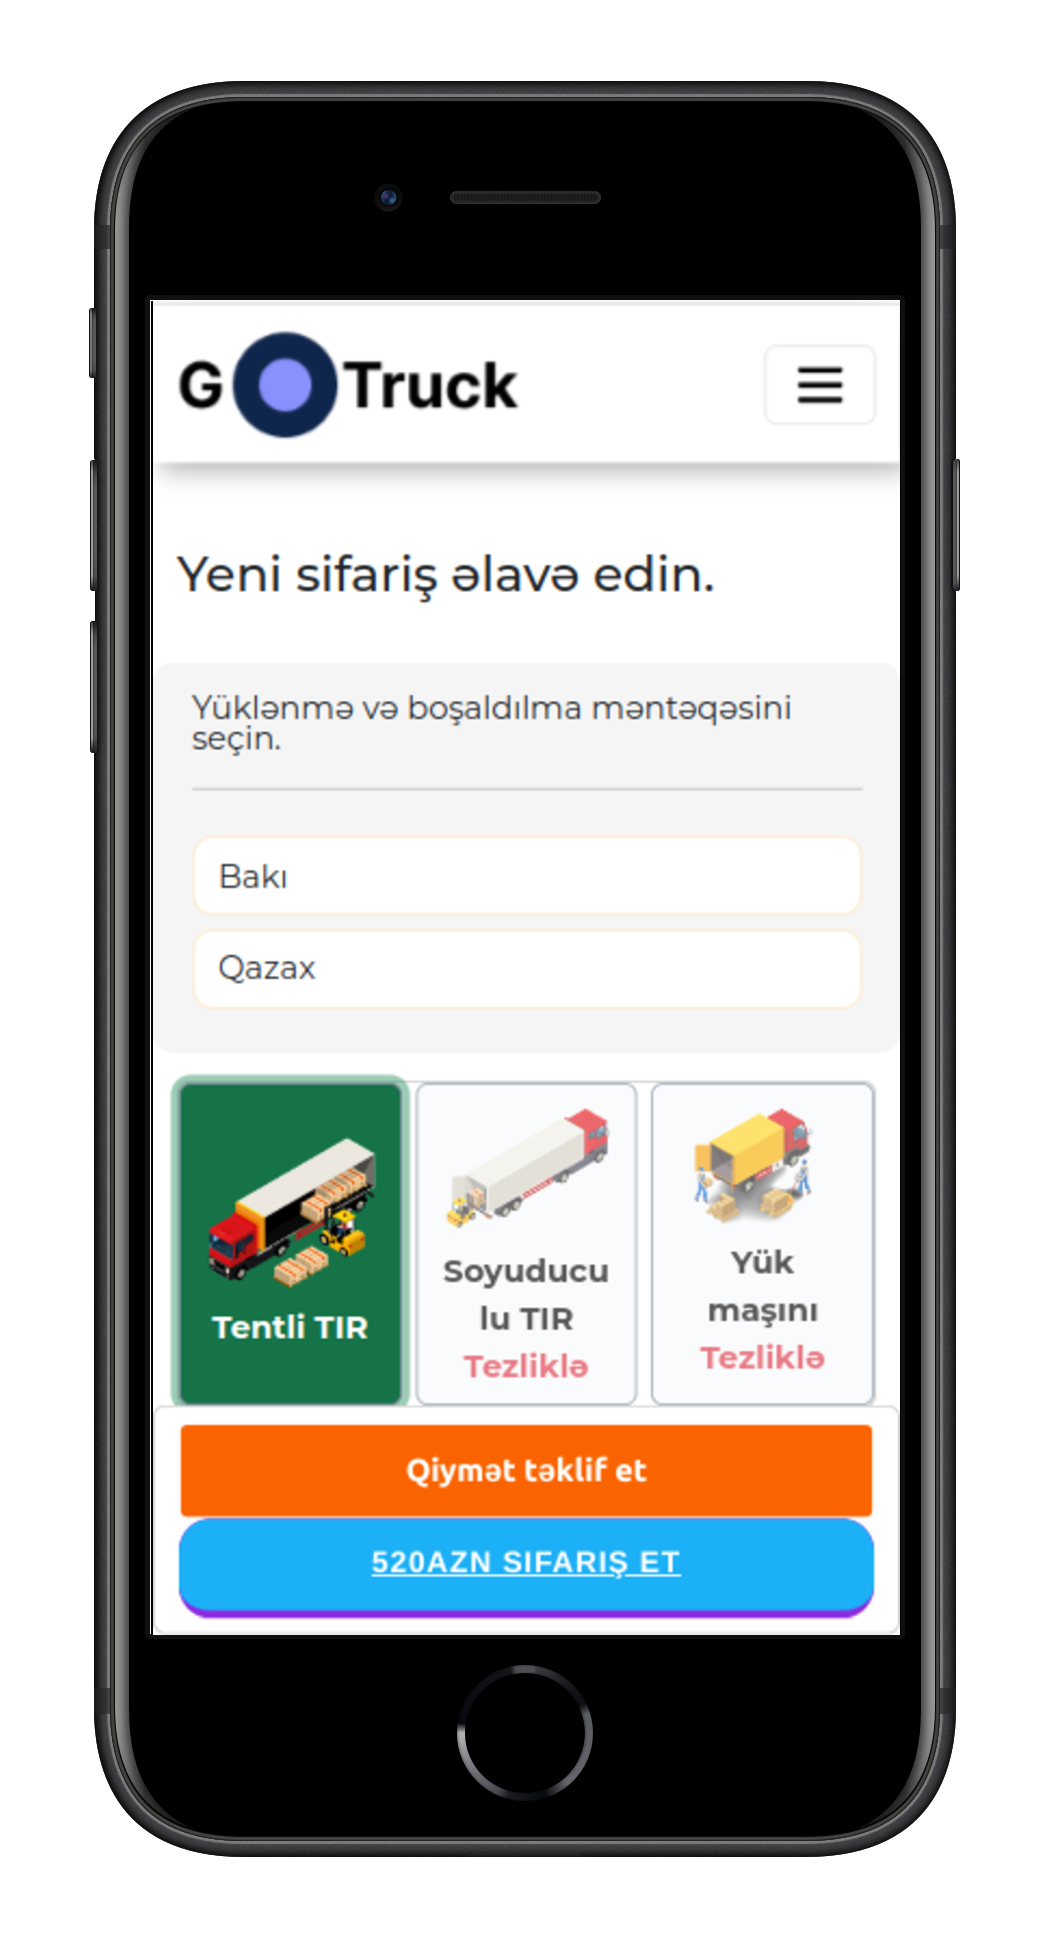 GOTruck
Yeni sifariş əlavə edin.
Yüklənmə və boşaldılma məntəqəsini
seçin.
Bakı
Qazax
Tentli TIR
Soyuducu
lu TIR
Tezliklə
Yük
maşını
Tezliklə
Qiymət təklif et
520AZN SIFARIŞ ET